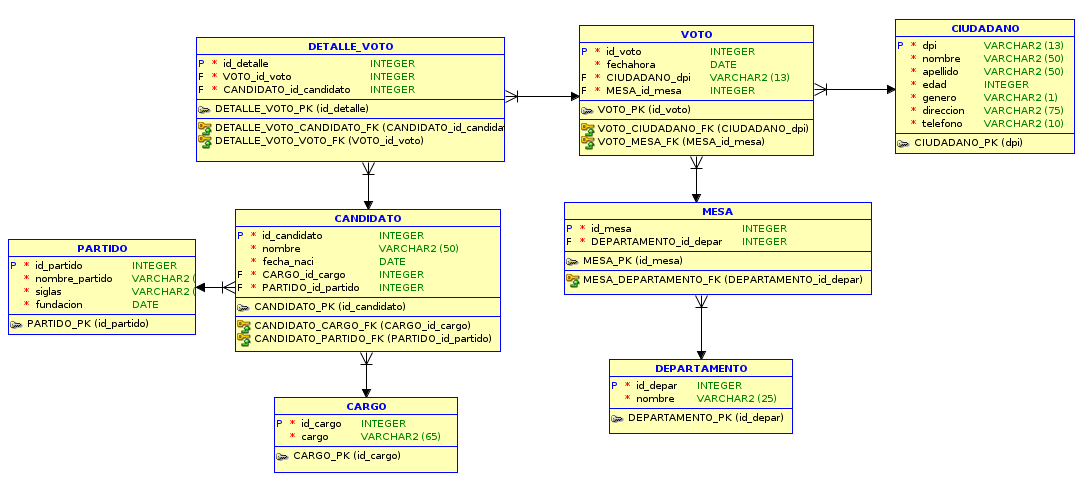 DETALLE_VOTO
P * id_detalle INTEGER
F * VOTO_id_voto INTEGER
F * CANDIDATO_id_candidato INTEGER
DETALLE_VOTO_PK (id_detalle)
DETALLE_VOTO_CANDIDATO_FK (CANDIDATO_id_candidat
DETALLE_VOTO_VOTO_FK (VOTO_id_voto)
VOTO
P * id_voto INTEGER
* fechahora DATE
F * CIUDADANO_dpi VARCHAR2 (13)
F * MESA_id_mesa INTEGER
VOTO_PK (id_voto)
VOTO_CIUDADANO_FK (CIUDADANO_dpi)
VOTO_MESA_FK (MESA_id_mesa)
CIUDADANO
P * dpi VARCHAR2 (13)
* nombre VARCHAR2 (50)
* apellido VARCHAR2 (50)
* edad INTEGER
* genero VARCHAR2 (1)
* direccion VARCHAR2 (75)
* telefono VARCHAR2 (10)
CIUDADANO_PK (dpi)
PARTIDO
P * id_partido INTEGER
* nombre_partido VARCHAR2 (
* siglas VARCHAR2 (
* fundacion DATE
PARTIDO_PK (id_partido)
CANDIDATO
P * id_candidato INTEGER
* nombre VARCHAR2 (50)
* fecha_naci DATE
F * CARGO_id_cargo INTEGER
F * PARTIDO_id_partido INTEGER
CANDIDATO_PK (id_candidato)
CANDIDATO_CARGO_FK (CARGO_id_cargo)
CANDIDATO_PARTIDO_FK (PARTIDO_id_partido)
MESA
P * id_mesa INTEGER
F * DEPARTAMENTO_id_depar INTEGER
MESA_PK (id_mesa)
MESA_DEPARTAMENTO_FK (DEPARTAMENTO_id_depar)
CARGO
P * id_cargo INTEGER
* cargo VARCHAR2 (65)
CARGO_PK (id_cargo)
DEPARTAMENTO
P * id_depar INTEGER
* nombre VARCHAR2 (25)
DEPARTAMENTO_PK (id_depar)